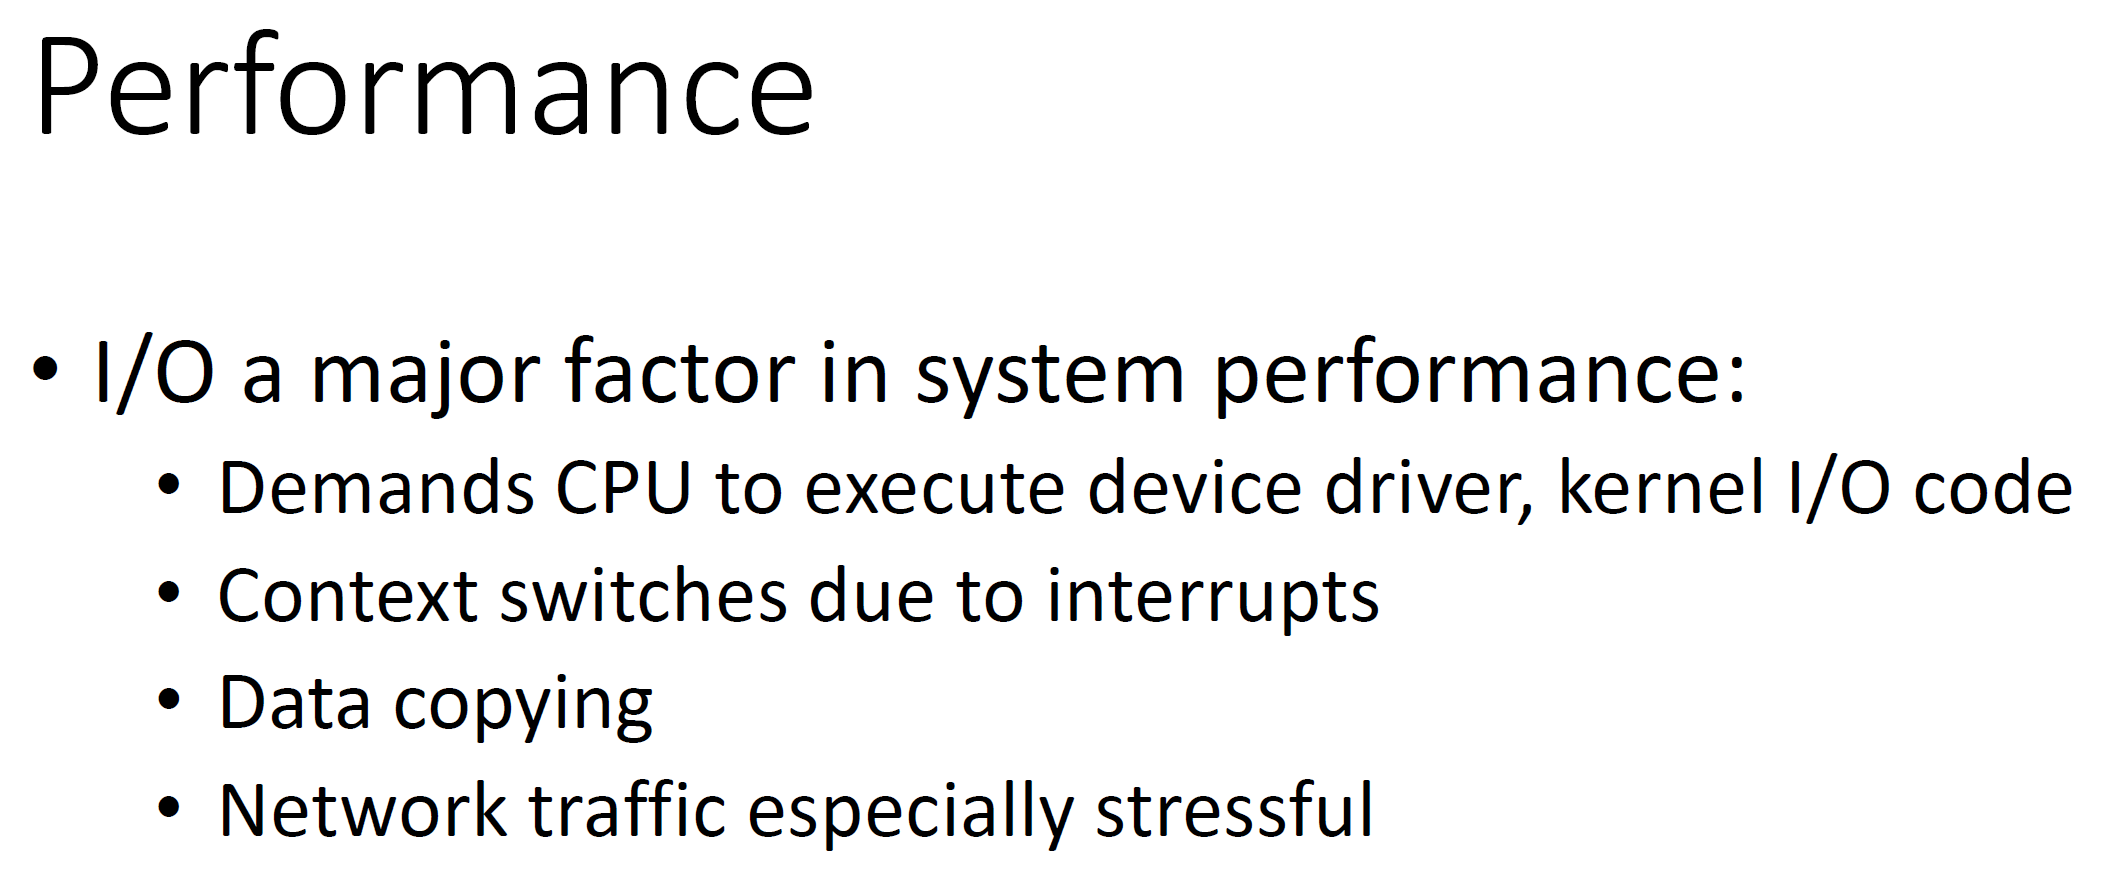 Performance
• I/O a major factor in system performance:
• Demands CPU to execute device driver, kernel I/O code
• Context switches due to interrupts
• Data copying
• Network traffic especially stressful